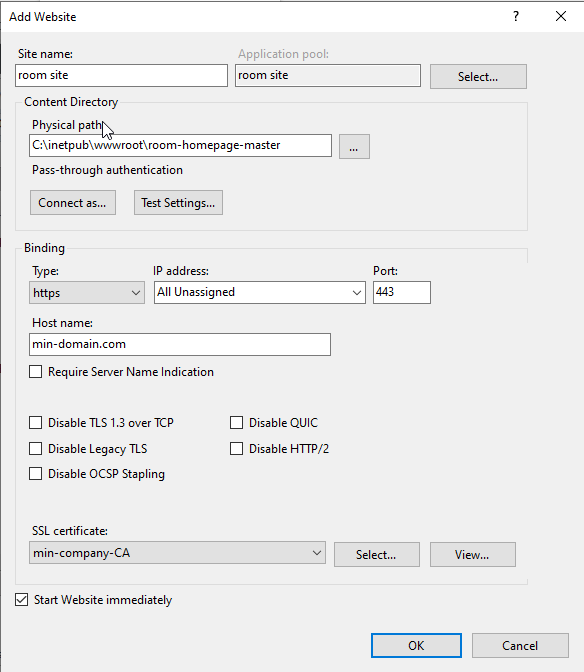 Add Website
?
Site name:
Application pool:
room site
room site
Select...
Content Directory
Physical path
C:\inetpub\wwwroot\room-homepage-master
...
Pass-through authentication
Connect as...
Test Settings...
Binding
Type:
IP address:
Port:
https
All Unassigned
443
Host name:
min-domain.com
Require Server Name Indication
Disable TLS 1.3 over TCP
Disable QUIC
Disable Legacy TLS
Disable HTTP/2
Disable OCSP Stapling
SSL certificate:
min-company-CA
Select...
View...
Start Website immediately
OK
Cancel